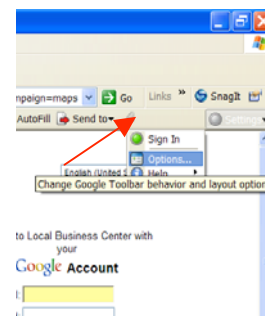 npaign=maps Go Links » SnagIt
AutoFill Send to Settings
Sign In
Options...
English (United S Help
Change Google Toolbar behavior and layout option
to Local Business Center with
your
Google Account
l: